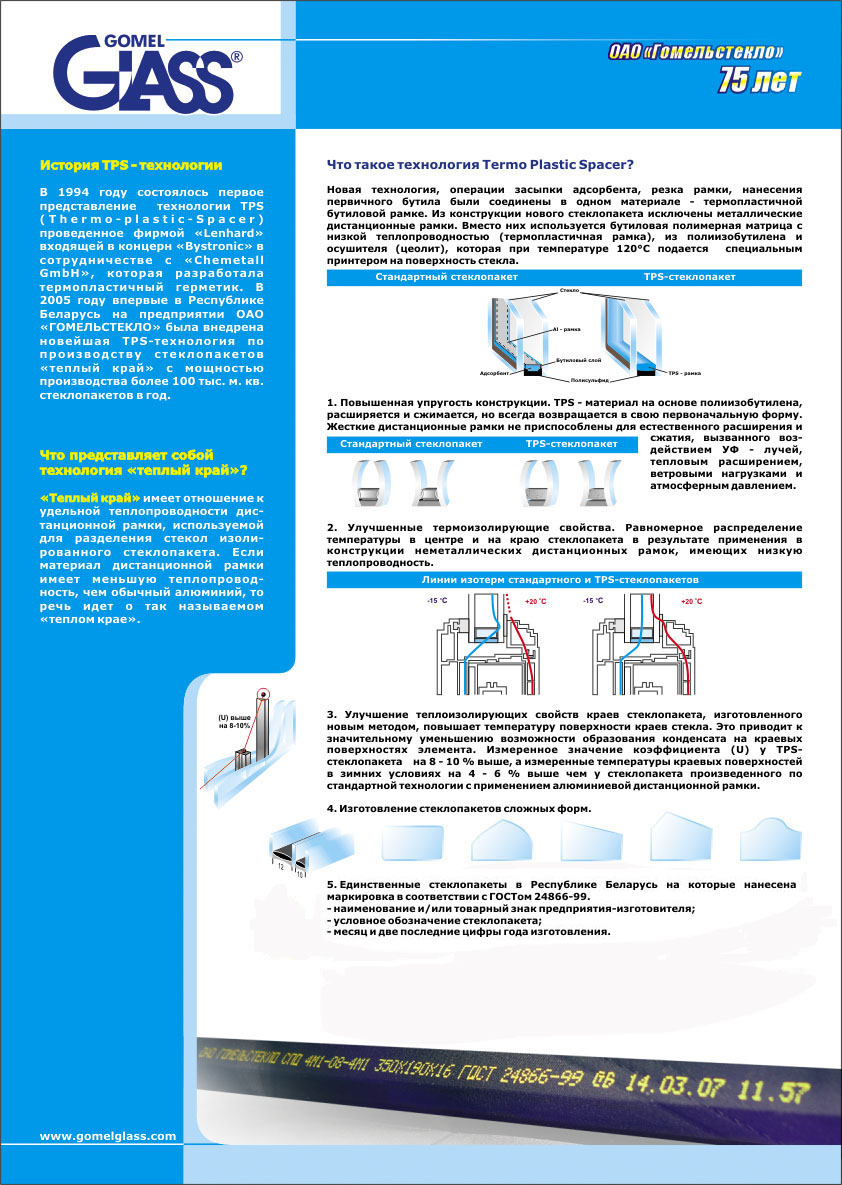 GOMEL
GLASS®
ОАО «Гомельстекло»
75 лет
История TPS - технологии
В 1994 году состоялось первое
представление технологии TPS
(Thermo-plastic-Spacer)
проведенное фирмой «Lenhard»
входящей в концерн «Bystronic» в
сотрудничестве с «Chemetall
GmbH», которая разработала
термопластичный герметик. В
2005 году впервые в Республике
Беларусь на предприятии ОАО
«ГОМЕЛЬСТЕКЛО» была внедрена
новейшая TPS-технология по
производству стеклопакетов
«теплый край» с мощностью
производства более 100 тыс. м. кв.
стеклопакетов в год.
Что представляет собой
технология «теплый край»?
«Теплый край» имеет отношение к
удельной теплопроводности дис-
танционной рамки, используемой
для разделения стекол изоли-
рованного стеклопакета. Если
материал дистанционной рамки
имеет меньшую теплопровод-
ность, чем обычный алюминий, то
речь идет о так называемом
«теплом крае».
Что такое технология Termo Plastic Spacer?
Новая технология, операции засыпки адсорбента, резка рамки, нанесения
первичного бутила были соединены в одном материале - термопластичной
бутиловой рамке. Из конструкции нового стеклопакета исключены металлические
дистанционные рамки. Вместо них используется бутиловая полимерная матрица с
низкой теплопроводностью (термопластичная рамка), из полиизобутилена и
осушителя (цеолит), которая при температуре 120°С подается специальным
принтером на поверхность стекла.
Стандартный стеклопакет TPS-стеклопакет
Стекло
Al - рамка
Бутиловый слой
Адсорбент
TPS - рамка
Полисульфид
1. Повышенная упругость конструкции. TPS - материал на основе полиизобутилена,
расширяется и сжимается, но всегда возвращается в свою первоначальную форму.
Жесткие дистанционные рамки не приспособлены для естественного расширения и
сжатия, вызванного воз-
действием УФ - лучей,
тепловым расширением,
ветровыми нагрузками и
атмосферным давлением.
Стандартный стеклопакет TPS-стеклопакет
2. Улучшенные термоизолирующие свойства. Равномерное распределение
температуры в центре и на краю стеклопакета в результате применения в
конструкции неметаллических дистанционных рамок, имеющих низкую
теплопроводность.
Линии изотерм стандартного и TPS-стеклопакетов
-15 °С +20 °С -15 °С +20 °С
3. Улучшение теплоизолирующих свойств краев стеклопакета, изготовленного
новым методом, повышает температуру поверхности краев стекла. Это приводит к
значительному уменьшению возможности образования конденсата на краевых
поверхностях элемента. Измеренное значение коэффициента (U) у TPS-
стеклопакета на 8 - 10 % выше, а измеренные температуры краевых поверхностей
в зимних условиях на 4 - 6 % выше чем у стеклопакета произведенного по
стандартной технологии с применением алюминиевой дистанционной рамки.
(U) выше
на 8-10%
4. Изготовление стеклопакетов сложных форм.
12
10
5. Единственные стеклопакеты в Республике Беларусь на которые нанесена
маркировка в соответствии с ГОСТом 24866-99.
- наименование и/или товарный знак предприятия-изготовителя;
- условное обозначение стеклопакета;
- месяц и две последние цифры года изготовления.
ОАО ГОМЕЛЬСТЕКЛО СПО 4М1-08-4М1 350X190X16 ГОСТ 24866-99 14.03.07 11.57
www.gomelglass.com